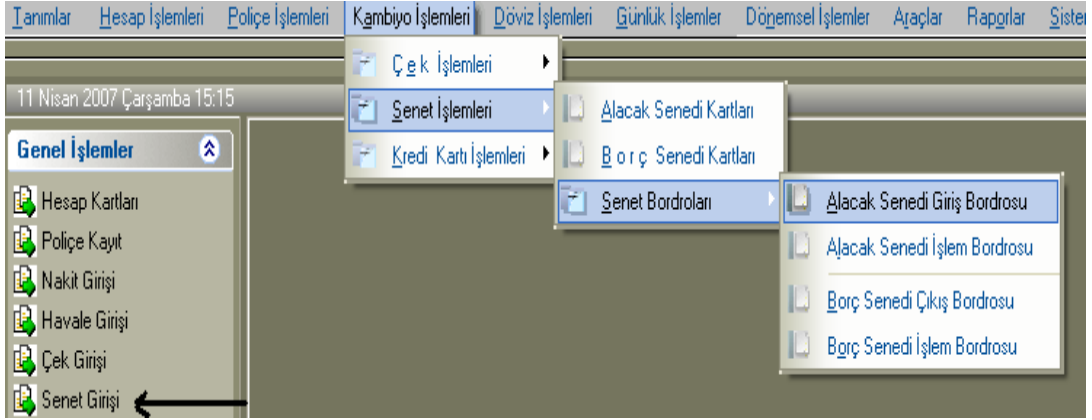 Tanımlar Hesap İşlemleri Poliçe İşlemleri Kambiyo İşlemleri Döviz İşlemleri Günlük İşlemler Dönemsel İşlemler Araçlar Raporlar Sister
Çek İşlemleri
Senet İşlemleri
Kredi Kartı İşlemleri
Alacak Senedi Kartları
Borç Senedi Kartları
Senet Bordroları
Alacak Senedi Giriş Bordrosu
Alacak Senedi İşlem Bordrosu
Borç Senedi Çıkış Bordrosu
Borç Senedi İşlem Bordrosu
11 Nisan 2007 Çarşamba 15:15
Genel İşlemler
Hesap Kartları
Poliçe Kayıt
Nakit Girişi
Havale Girişi
Çek Girişi
Senet Girişi